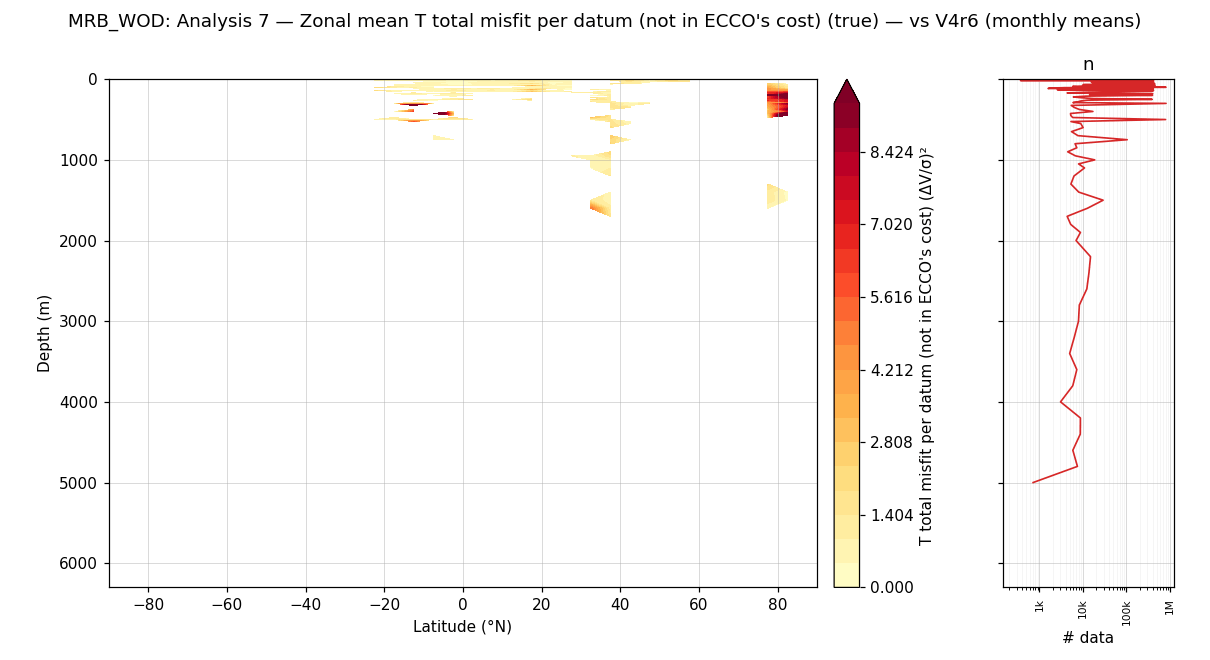 MRB_WOD: Analysis 7 — Zonal mean T total misfit per datum (not in ECCO's cost) (true) — vs V4r6 (monthly means)
n
0
1000
2000
3000
4000
5000
6000
Depth (m)
−80
−60
−40
−20
0
20
40
60
80
Latitude (°N)
8.424
7.020
5.616
4.212
2.808
1.404
0.000
T total misfit per datum (not in ECCO's cost) (ΔV/σ)²
1k
10k
100k
1M
# data